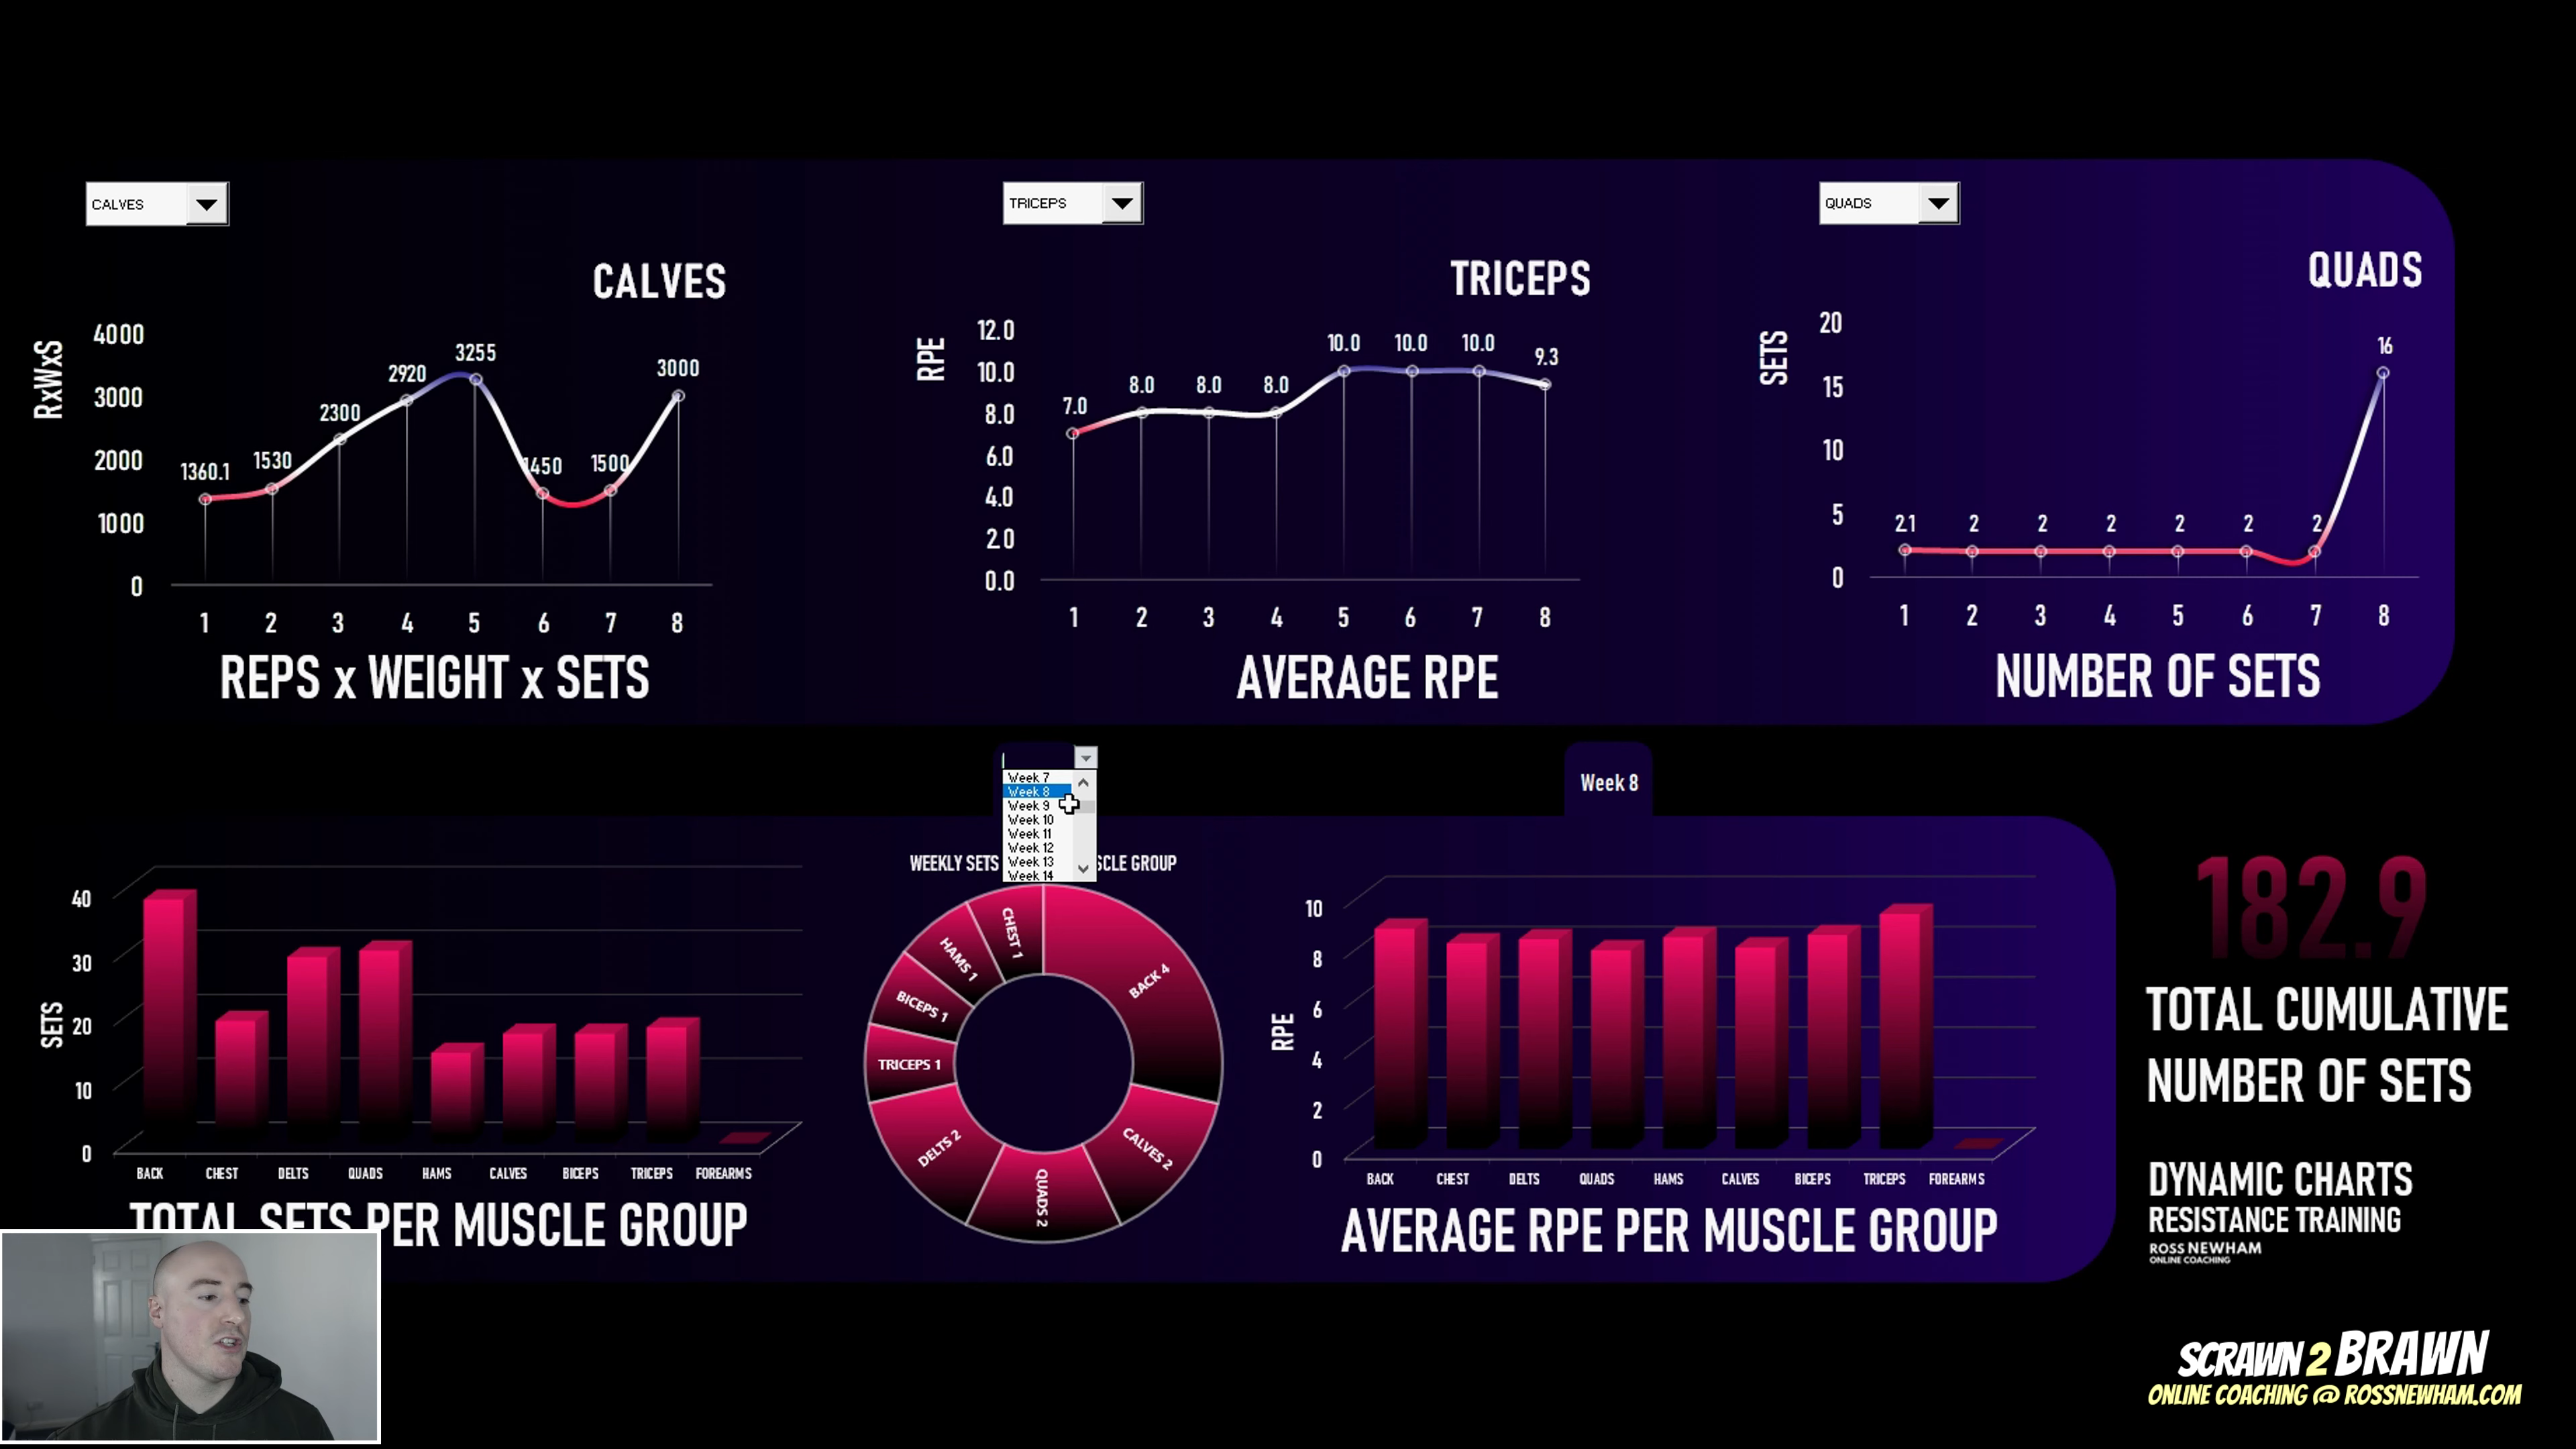 CALVES
TRICEPS
QUADS
CALVES
RxWxS
4000
3000
2000
1000
0
1360.1
1530
2300
2920
3255
1450
1500
3000
1 2 3 4 5 6 7 8
REPS x WEIGHT x SETS
TRICEPS
RPE
12.0
10.0
8.0
6.0
4.0
2.0
0.0
7.0
8.0
8.0
8.0
10.0
10.0
10.0
9.3
1 2 3 4 5 6 7 8
AVERAGE RPE
QUADS
SETS
20
15
10
5
0
2.1
2
2
2
2
2
2
16
1 2 3 4 5 6 7 8
NUMBER OF SETS
Week 7
Week 8
Week 9
Week 10
Week 11
Week 12
Week 13
Week 14
Week 8
SETS
40
30
20
10
0
BACK CHEST DELTS QUADS HAMS CALVES BICEPS TRICEPS FOREARMS
TOTAL SETS PER MUSCLE GROUP
WEEKLY SETS SCLE GROUP
BACK 4
CALVES 2
QUADS 2
DELTS 2
TRICEPS 1
BICEPS 1
HAMS 1
CHEST 1
RPE
10
8
6
4
2
0
BACK CHEST DELTS QUADS HAMS CALVES BICEPS TRICEPS FOREARMS
AVERAGE RPE PER MUSCLE GROUP
182.9
TOTAL CUMULATIVE
NUMBER OF SETS
DYNAMIC CHARTS
RESISTANCE TRAINING
ROSS NEWHAM
ONLINE COACHING
SCRAWN 2 BRAWN
ONLINE COACHING @ ROSSNEWHAM.COM